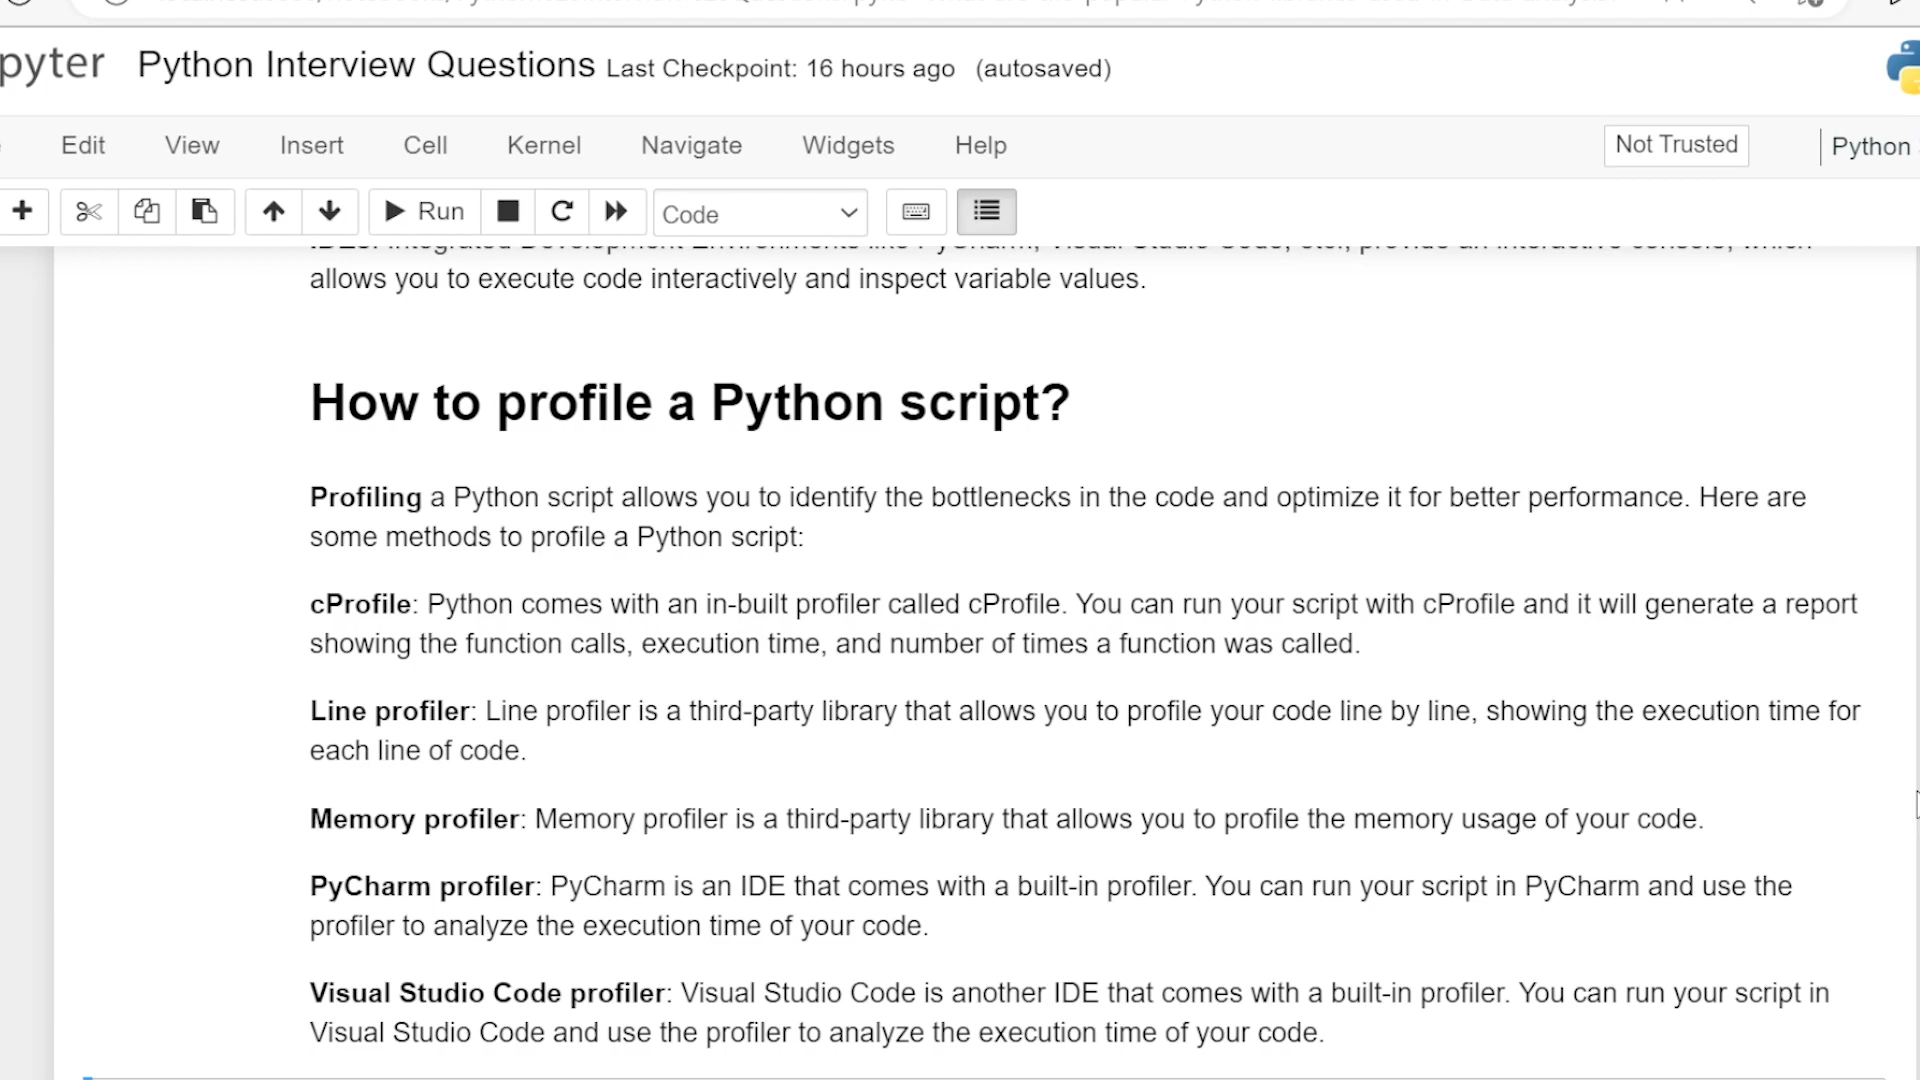 pyter Python Interview Questions Last Checkpoint: 16 hours ago (autosaved)
Edit View Insert Cell Kernel Navigate Widgets Help Not Trusted Python
Run Code
allows you to execute code interactively and inspect variable values.
How to profile a Python script?
Profiling a Python script allows you to identify the bottlenecks in the code and optimize it for better performance. Here are
some methods to profile a Python script:
cProfile: Python comes with an in-built profiler called cProfile. You can run your script with cProfile and it will generate a report
showing the function calls, execution time, and number of times a function was called.
Line profiler: Line profiler is a third-party library that allows you to profile your code line by line, showing the execution time for
each line of code.
Memory profiler: Memory profiler is a third-party library that allows you to profile the memory usage of your code.
PyCharm profiler: PyCharm is an IDE that comes with a built-in profiler. You can run your script in PyCharm and use the
profiler to analyze the execution time of your code.
Visual Studio Code profiler: Visual Studio Code is another IDE that comes with a built-in profiler. You can run your script in
Visual Studio Code and use the profiler to analyze the execution time of your code.